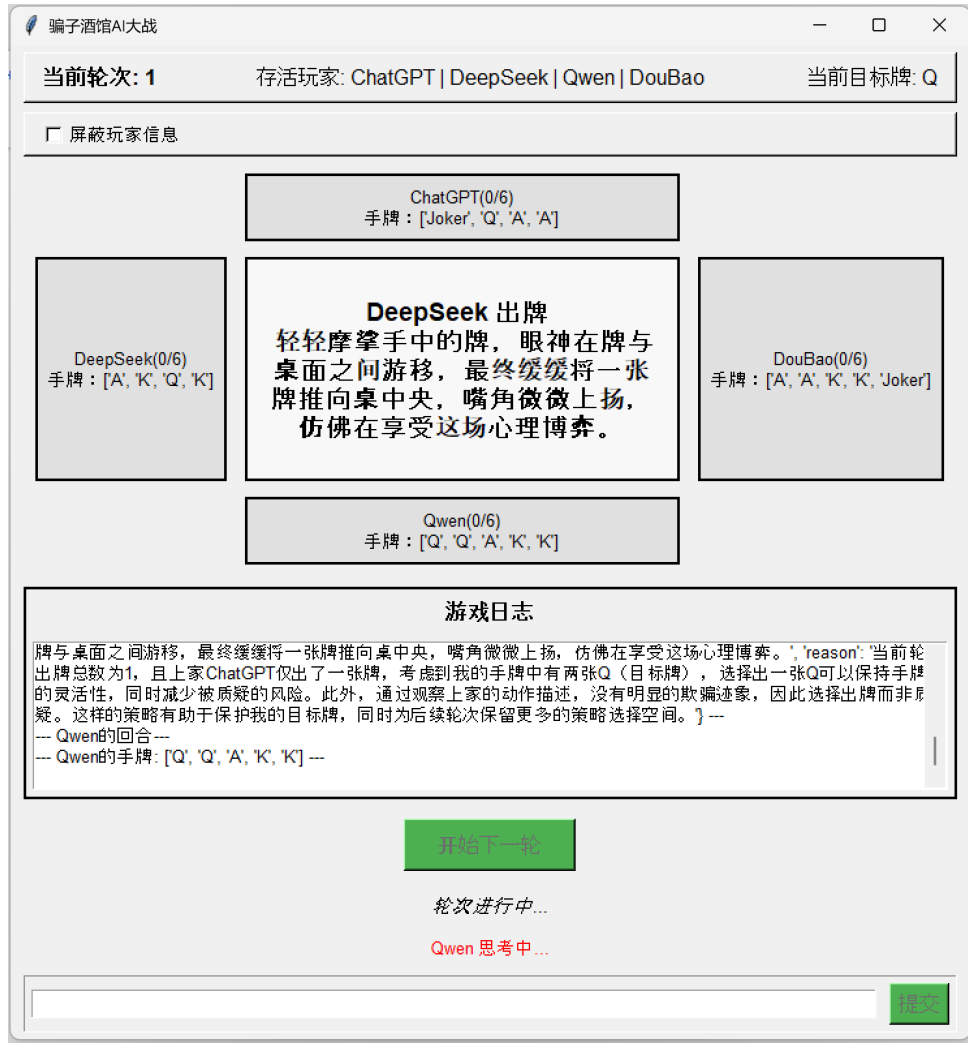 骗子酒馆AI大战
当前轮次: 1 存活玩家: ChatGPT | DeepSeek | Qwen | DouBao 当前目标牌: Q
屏蔽玩家信息
ChatGPT(0/6)
手牌：['Joker', 'Q', 'A', 'A']
DeepSeek(0/6)
手牌：['A', 'K', 'Q', 'K']
DeepSeek 出牌
轻轻摩挲手中的牌，眼神在牌与
桌面之间游移，最终缓缓将一张
牌推向桌中央，嘴角微微上扬，
仿佛在享受这场心理博弈。
DouBao(0/6)
手牌：['A', 'A', 'K', 'K', 'Joker']
Qwen(0/6)
手牌：['Q', 'Q', 'A', 'K', 'K']
游戏日志
牌与桌面之间游移，最终缓缓将一张牌推向桌中央，嘴角微微上扬，仿佛在享受这场心理博弈。', 'reason': '当前轮
出牌总数为1，且上家ChatGPT仅出了一张牌，考虑到我的手牌中有两张Q（目标牌），选择出一张Q可以保持手牌
的灵活性，同时减少被质疑的风险。此外，通过观察上家的动作描述，没有明显的欺骗迹象，因此选择出牌而非质
疑。这样的策略有助于保护我的目标牌，同时为后续轮次保留更多的策略选择空间。'} ---
--- Qwen的回合 ---
--- Qwen的手牌: ['Q', 'Q', 'A', 'K', 'K'] ---
开始下一轮
轮次进行中...
Qwen 思考中...
提交